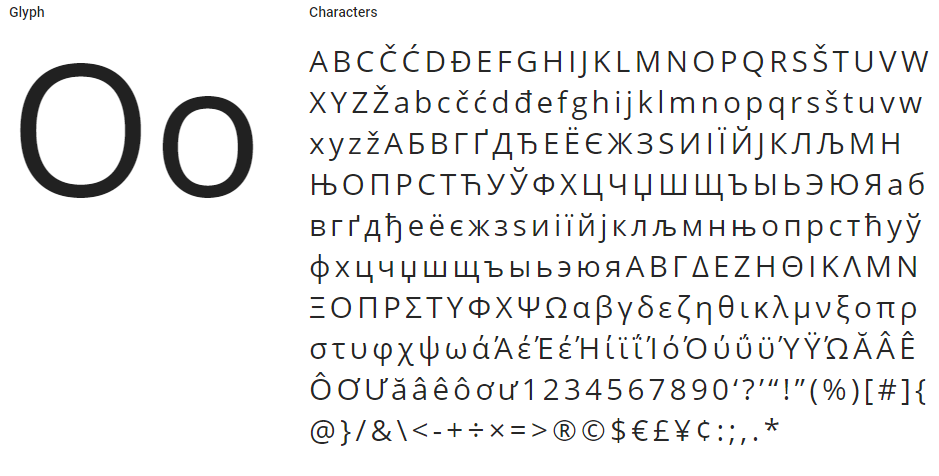 Glyph
Characters
Oo
ABCČĆDĐEFGHIJKLMNOPQRSŠTUVW
XYZŽabcčćdđefghijklmnopqrsštuvw
xyzžАБВГҐДЂЕЁЄЖЗЅИІЇЙЈКЛЉМН
ЊОПРСТЋУЎФХЦЧЏШЩЪЫЬЭЮЯаб
вгґдђеёєжзѕиіїйјклљмнњопрстћуў
фхцчџшщъыьэюяΑΒΓΔΕΖΗΘΙΚΛΜΝ
ΞΟΠΡΣΤΥΦΧΨΩαβγδεζηθικλμνξοπρ
στυφχψωάΆέΈέΉίϊΐΊόΌύΰϋΎΫΏĂÂÊ
ÔƠƯăâêôơư1234567890‘?’“!”(%)[#]{
@}/&\<-+÷×=>®©$€£¥¢:;,.*